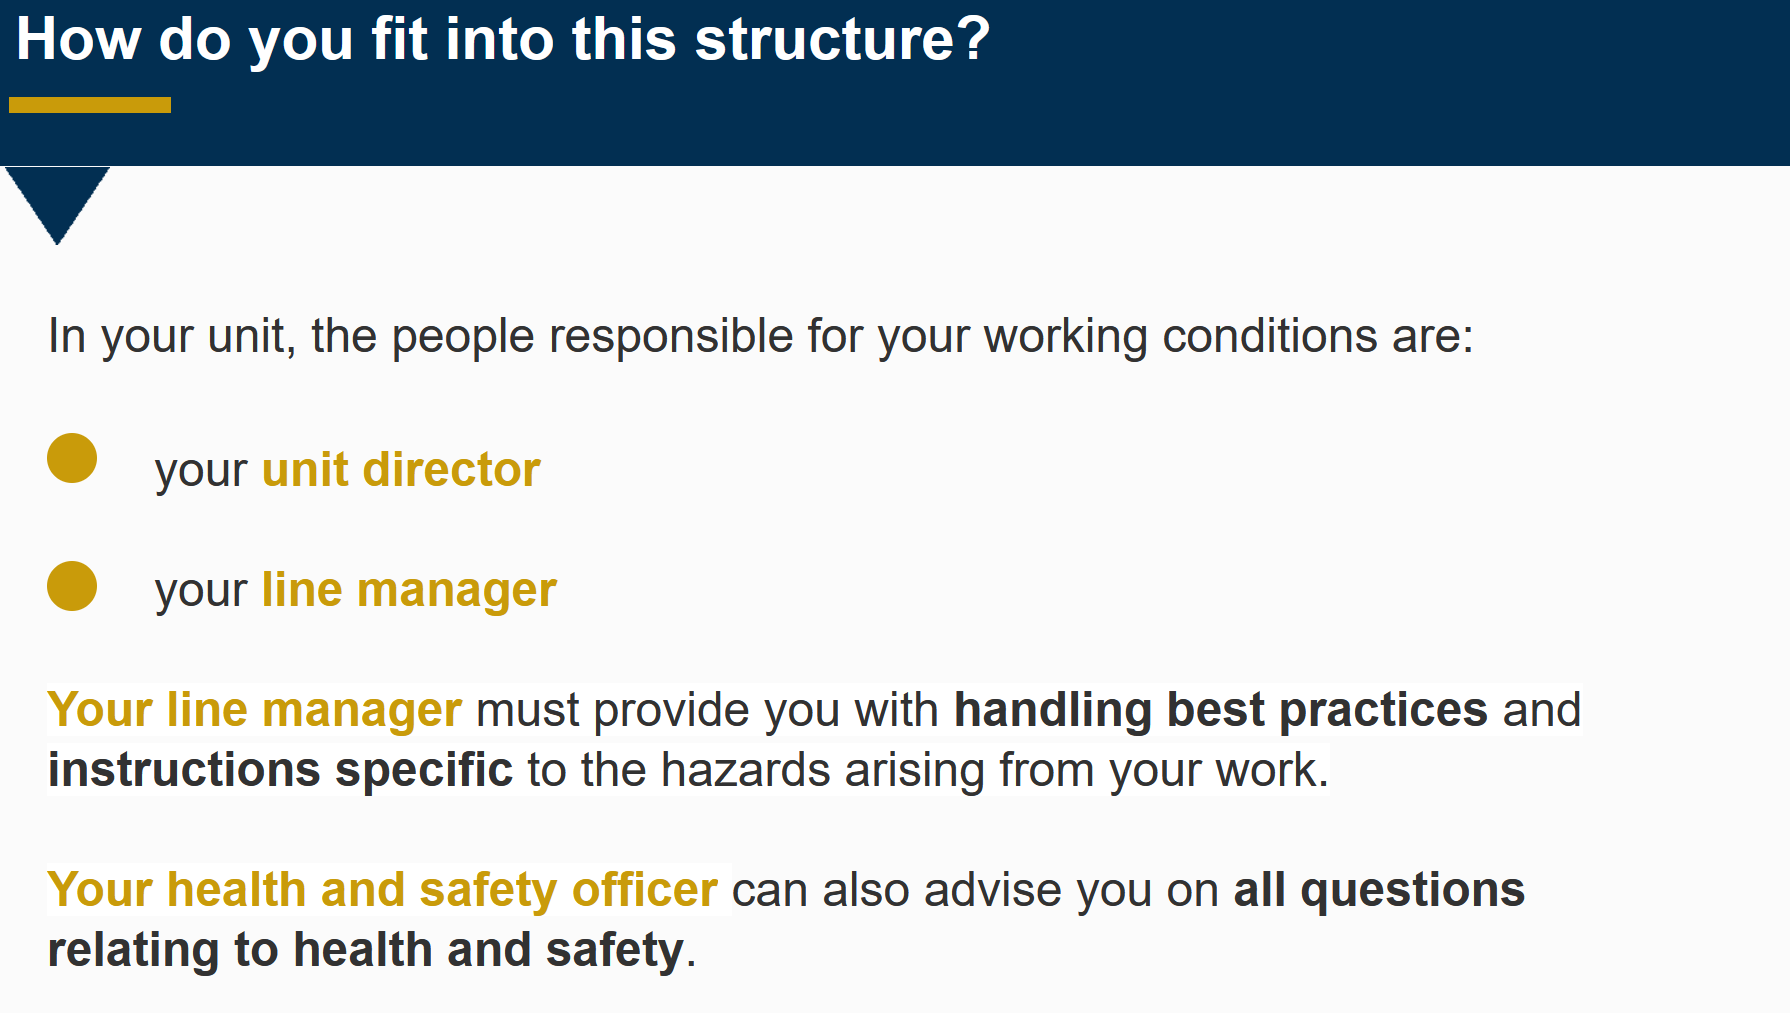 How do you fit into this structure?
In your unit, the people responsible for your working conditions are:
your unit director
your line manager
Your line manager must provide you with handling best practices and
instructions specific to the hazards arising from your work.
Your health and safety officer can also advise you on all questions
relating to health and safety.